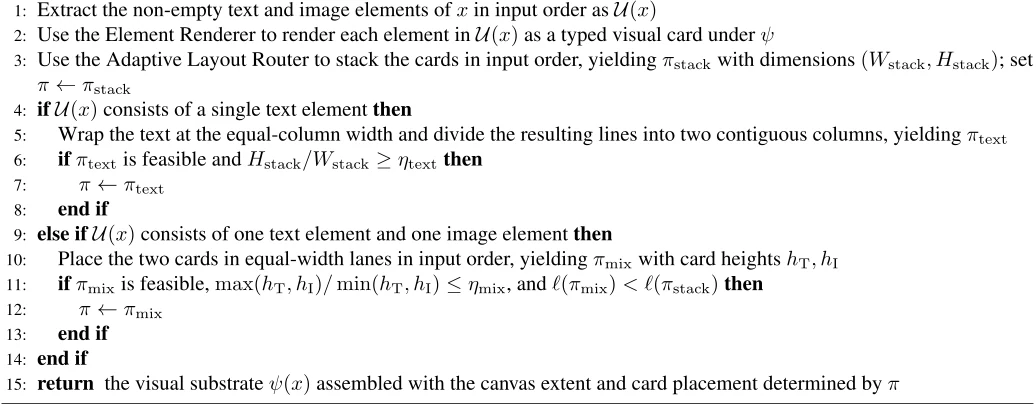 1: Extract the non-empty text and image elements of x in input order as 𝒰(x)
2: Use the Element Renderer to render each element in 𝒰(x) as a typed visual card under ψ
3: Use the Adaptive Layout Router to stack the cards in input order, yielding π_stack with dimensions (W_stack, H_stack); set
π ← π_stack
4: if 𝒰(x) consists of a single text element then
5: Wrap the text at the equal-column width and divide the resulting lines into two contiguous columns, yielding π_text
6: if π_text is feasible and H_stack/W_stack ≥ η_text then
7: π ← π_text
8: end if
9: else if 𝒰(x) consists of one text element and one image element then
10: Place the two cards in equal-width lanes in input order, yielding π_mix with card heights h_T, h_I
11: if π_mix is feasible, max(h_T, h_I)/ min(h_T, h_I) ≤ η_mix, and ℓ(π_mix) < ℓ(π_stack) then
12: π ← π_mix
13: end if
14: end if
15: return the visual substrate ψ(x) assembled with the canvas extent and card placement determined by π